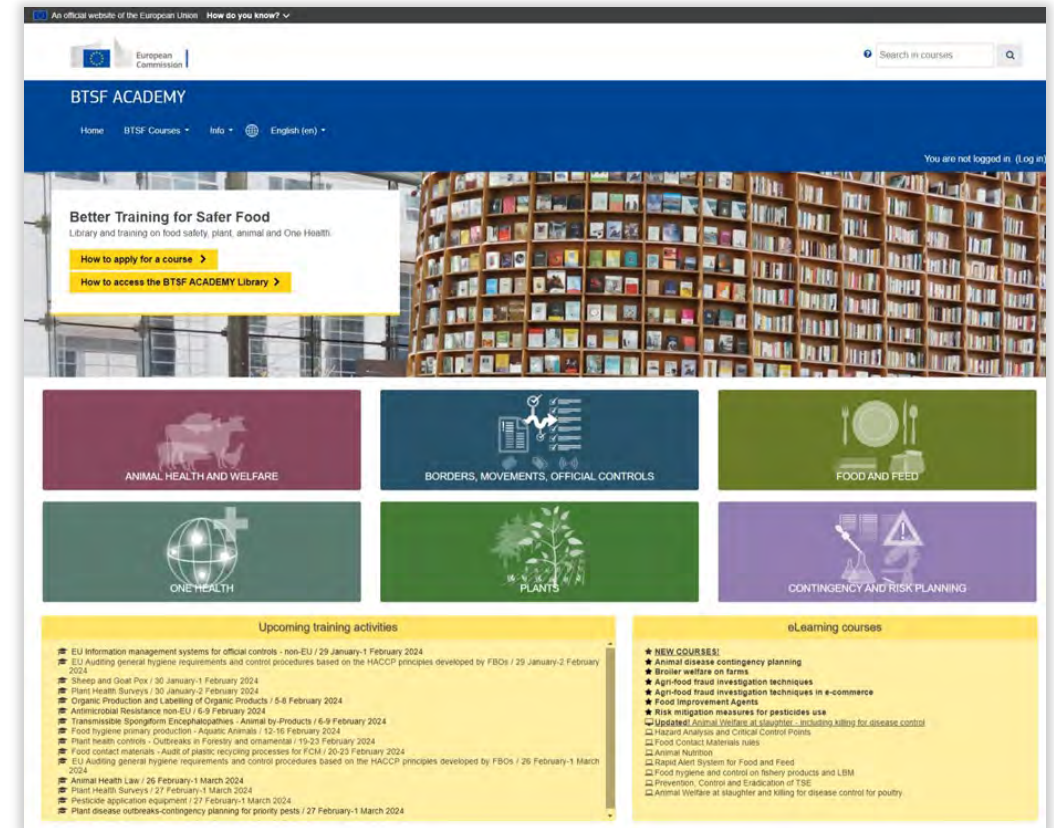 An official website of the European Union How do you know?
European
Commission
Search in courses
BTSF ACADEMY
Home BTSF Courses Info English (en)
You are not logged in. (Log in)
Better Training for Safer Food
Library and training on food safety, plant, animal and One Health.
How to apply for a course
How to access the BTSF ACADEMY Library
ANIMAL HEALTH AND WELFARE
BORDERS, MOVEMENTS, OFFICIAL CONTROLS
FOOD AND FEED
ONE HEALTH
PLANTS
CONTINGENCY AND RISK PLANNING
Upcoming training activities
EU Information management systems for official controls - non-EU / 29 January-1 February 2024
EU Auditing general hygiene requirements and control procedures based on the HACCP principles developed by FBOs / 29 January-2 February
2024
Sheep and Goat Pox / 30 January-1 February 2024
Plant Health Surveys / 30 January-2 February 2024
Organic Production and Labelling of Organic Products / 5-8 February 2024
Antimicrobial Resistance non-EU / 6-9 February 2024
Transmissible Spongiform Encephalopathies - Animal by-Products / 6-9 February 2024
Food hygiene primary production - Aquatic Animals / 12-16 February 2024
Plant health controls - Outbreaks in Forestry and ornamental / 19-23 February 2024
Food contact materials - Audit of plastic recycling processes for FCM / 20-23 February 2024
EU Auditing general hygiene requirements and control procedures based on the HACCP principles developed by FBOs / 26 February-1 March
2024
Animal Health Law / 26 February-1 March 2024
Plant Health Surveys / 27 February-1 March 2024
Pesticide application equipment / 27 February-1 March 2024
Plant disease outbreaks-contingency planning for priority pests / 27 February-1 March 2024
eLearning courses
NEW COURSES!
Animal disease contingency planning
Broiler welfare on farms
Agri-food fraud investigation techniques
Agri-food fraud investigation techniques in e-commerce
Food Improvement Agents
Risk mitigation measures for pesticides use
Updated! Animal Welfare at slaughter - including killing for disease control
Hazard Analysis and Critical Control Points
Food Contact Materials rules
Animal Nutrition
Rapid Alert System for Food and Feed
Food hygiene and control on fishery products and LBM
Prevention, Control and Eradication of TSE
Animal Welfare at slaughter and killing for disease control for poultry